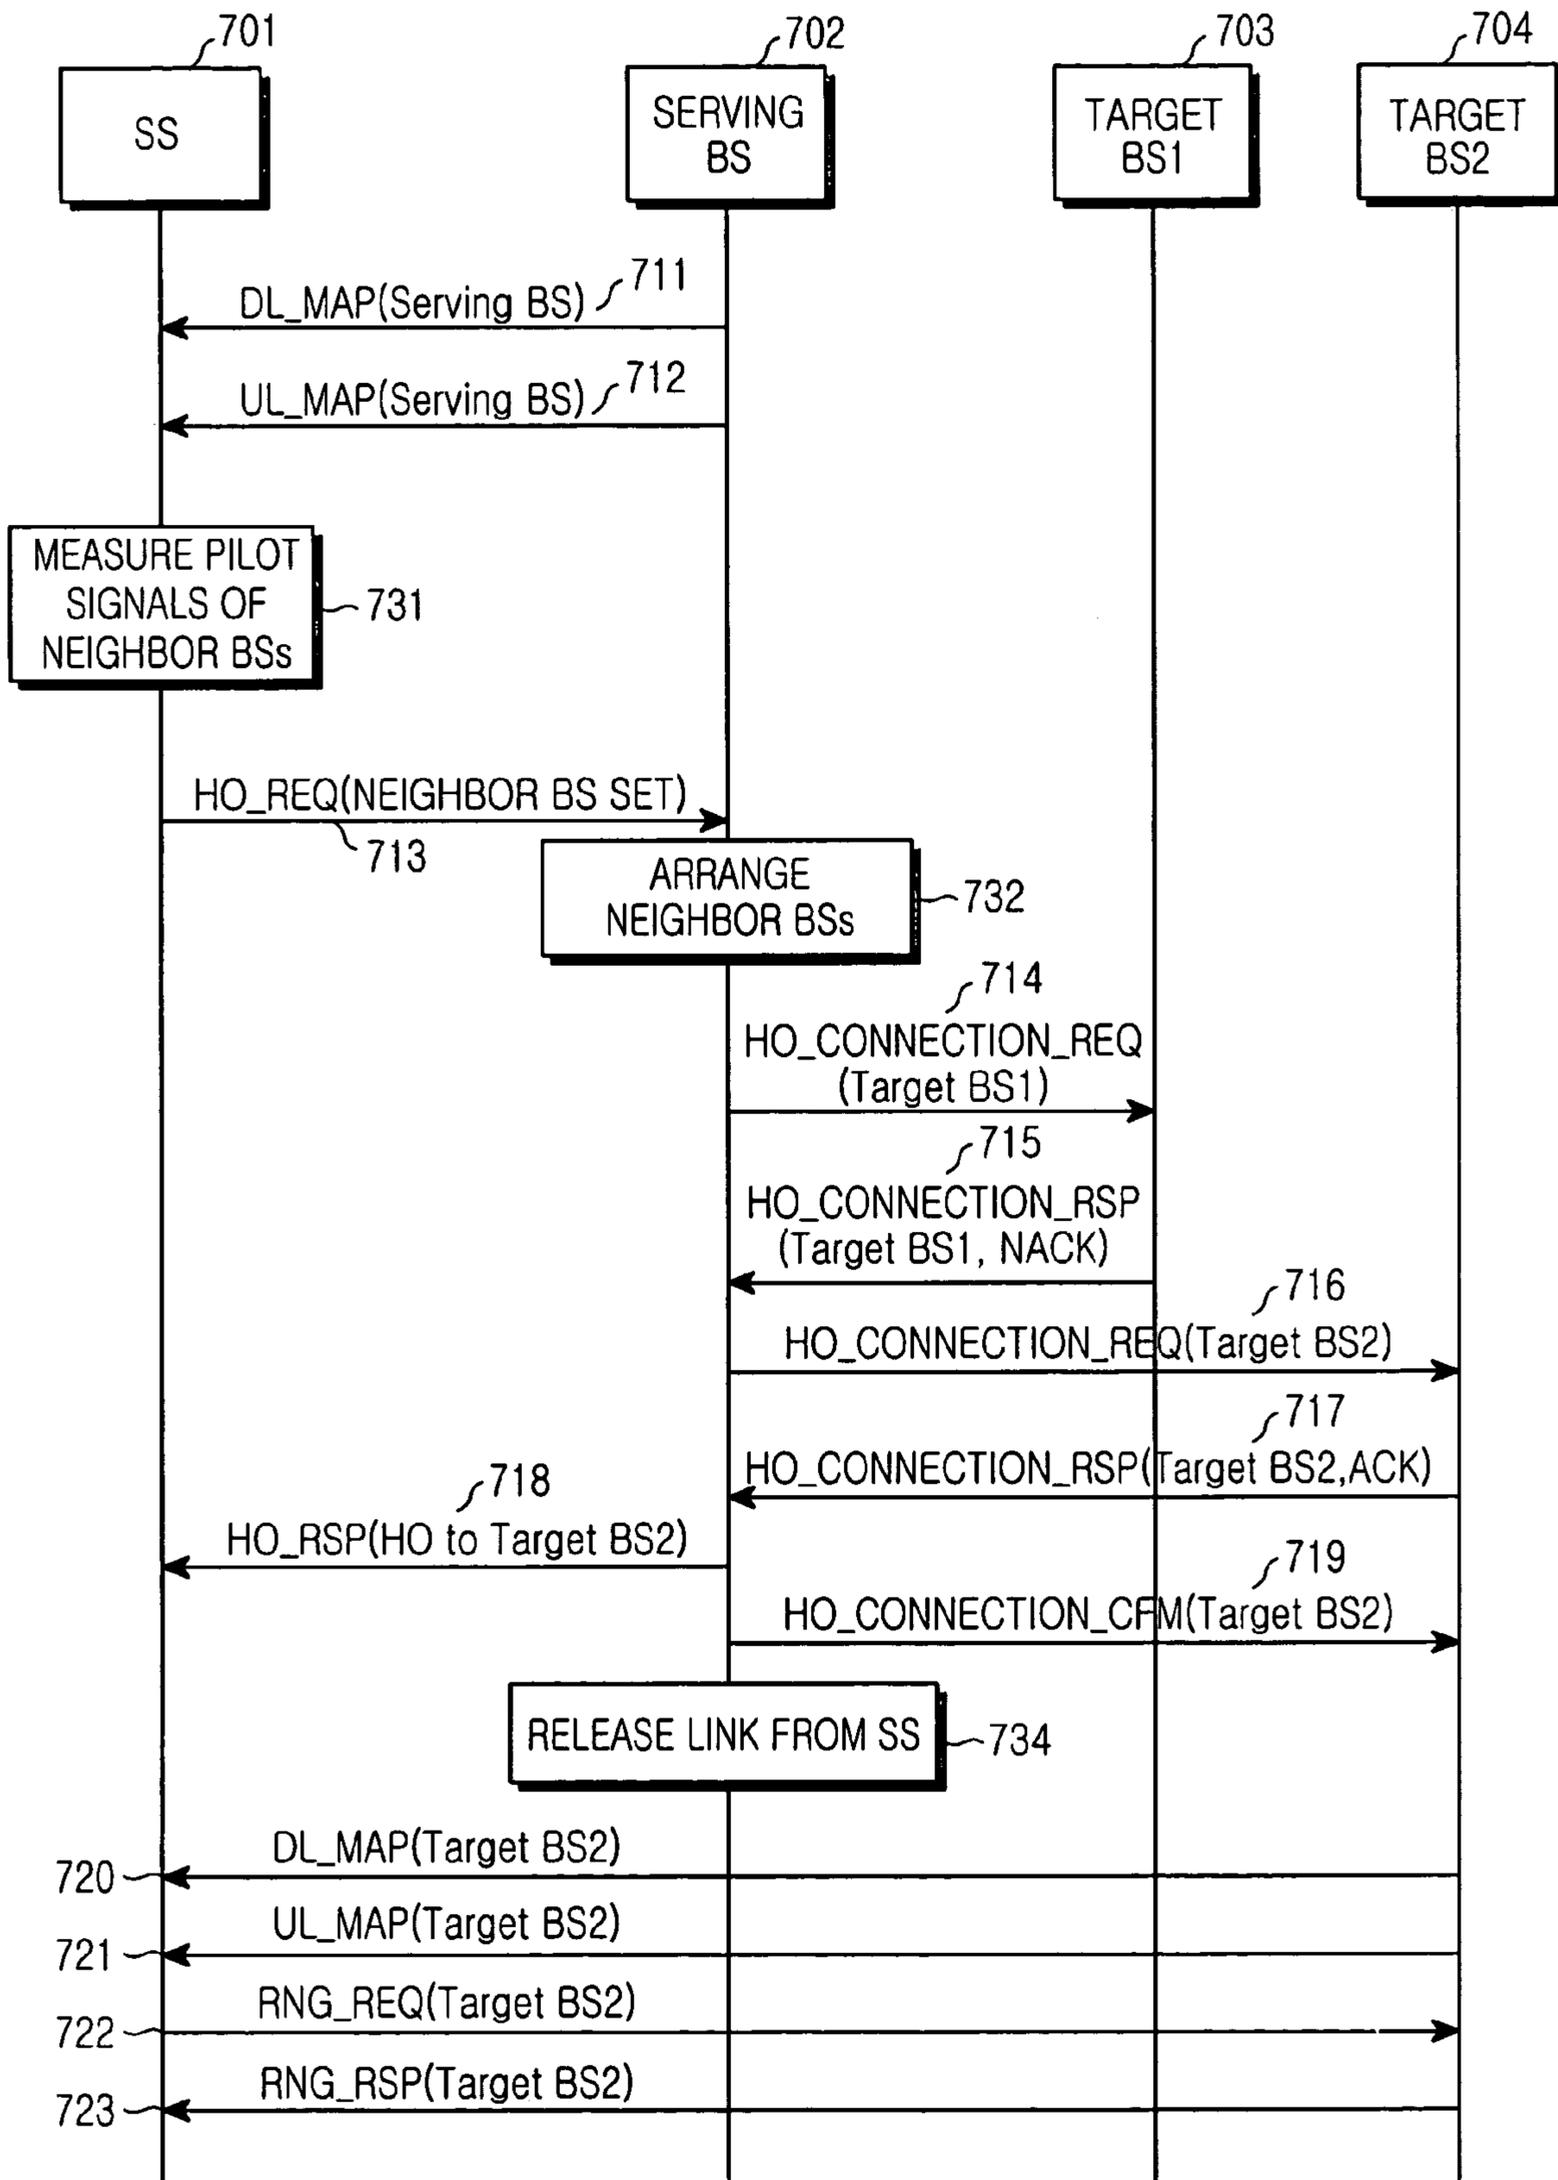 701
702
703
704
SS
SERVING
BS
TARGET
BS1
TARGET
BS2
711
DL_MAP(Serving BS)
712
UL_MAP(Serving BS)
MEASURE PILOT
SIGNALS OF
NEIGHBOR BSs
731
HO_REQ(NEIGHBOR BS SET)
713
ARRANGE
NEIGHBOR BSs
732
714
HO_CONNECTION_REQ
(Target BS1)
715
HO_CONNECTION_RSP
(Target BS1, NACK)
716
HO_CONNECTION_REQ(Target BS2)
717
HO_CONNECTION_RSP(Target BS2,ACK)
718
HO_RSP(HO to Target BS2)
719
HO_CONNECTION_CFM(Target BS2)
RELEASE LINK FROM SS
734
DL_MAP(Target BS2)
720
UL_MAP(Target BS2)
721
RNG_REQ(Target BS2)
722
RNG_RSP(Target BS2)
723